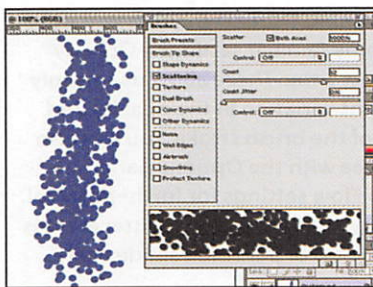 @ 100% (RGB)
Brushes
Brush Presets
Brush Tip Shape
Shape Dynamics
Scattering
Texture
Dual Brush
Color Dynamics
Other Dynamics
Noise
Wet Edges
Airbrush
Smoothing
Protect Texture
Scatter
Both Axes
Control: Off
Count
Count Jitter
Control: Off